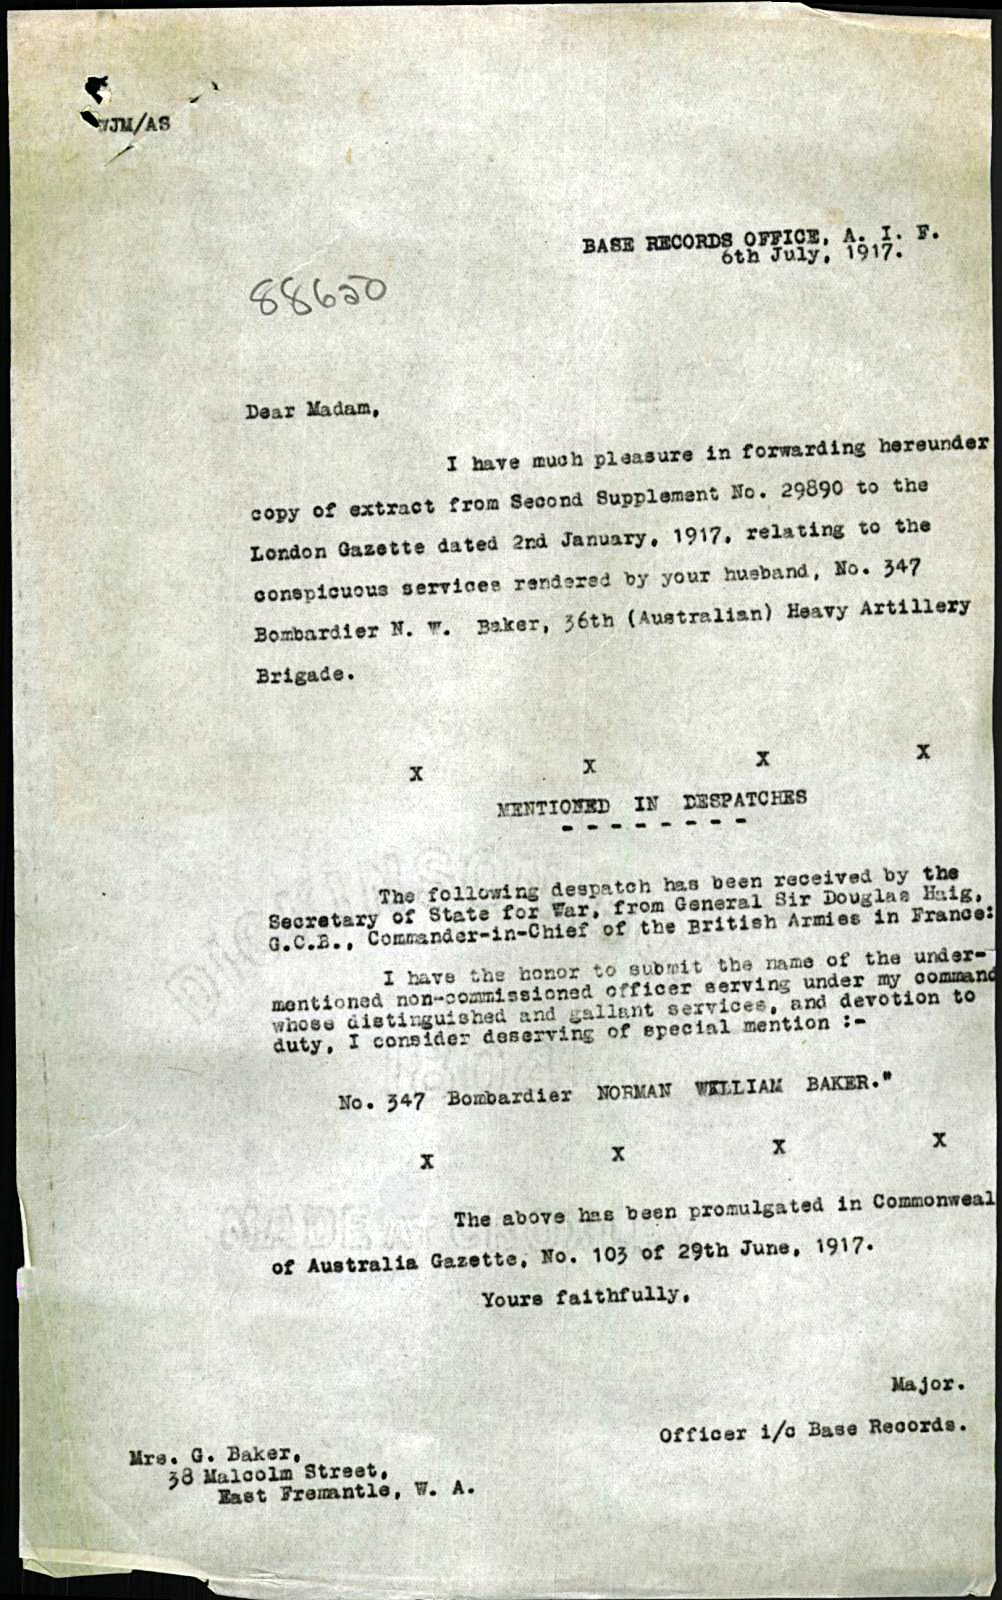 WJM/AS
BASE RECORDS OFFICE, A. I. F.
6th July, 1917.
88620
Dear Madam,
I have much pleasure in forwarding hereunder
copy of extract from Second Supplement No. 29890 to the
London Gazette dated 2nd January, 1917, relating to the
conspicuous services rendered by your husband, No. 347
Bombardier N. W. Baker, 36th (Australian) Heavy Artillery
Brigade.
X X X X
MENTIONED IN DESPATCHES
- - - - - - - -
The following despatch has been received by the
Secretary of State for War, from General Sir Douglas Haig,
G.C.B., Commander-in-Chief of the British Armies in France:
I have the honor to submit the name of the under-
mentioned non-commissioned officer serving under my command
whose distinguished and gallant services, and devotion to
duty, I consider deserving of special mention :-
No. 347 Bombardier NORMAN WILLIAM BAKER."
X X X X
The above has been promulgated in Commonweal
of Australia Gazette, No. 103 of 29th June, 1917.
Yours faithfully,
Major.
Officer i/c Base Records.
Mrs. G. Baker,
38 Malcolm Street,
East Fremantle, W. A.